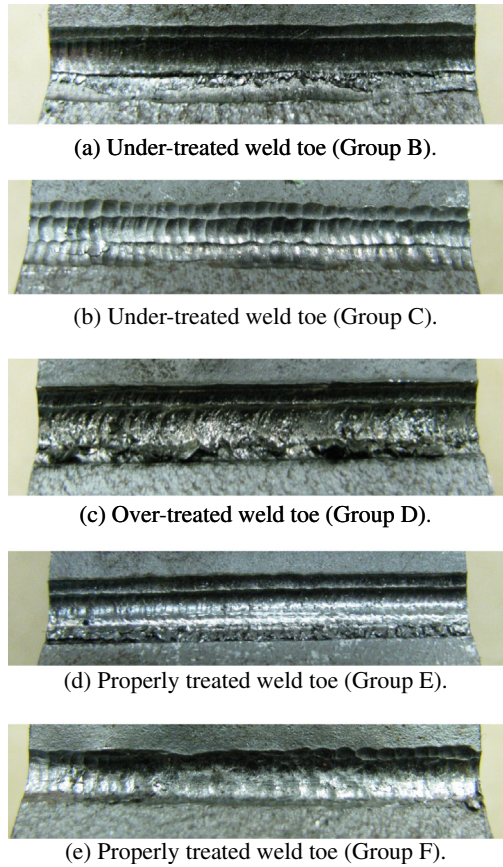 (a) Under-treated weld toe (Group B).
(b) Under-treated weld toe (Group C).
(c) Over-treated weld toe (Group D).
(d) Properly treated weld toe (Group E).
(e) Properly treated weld toe (Group F).